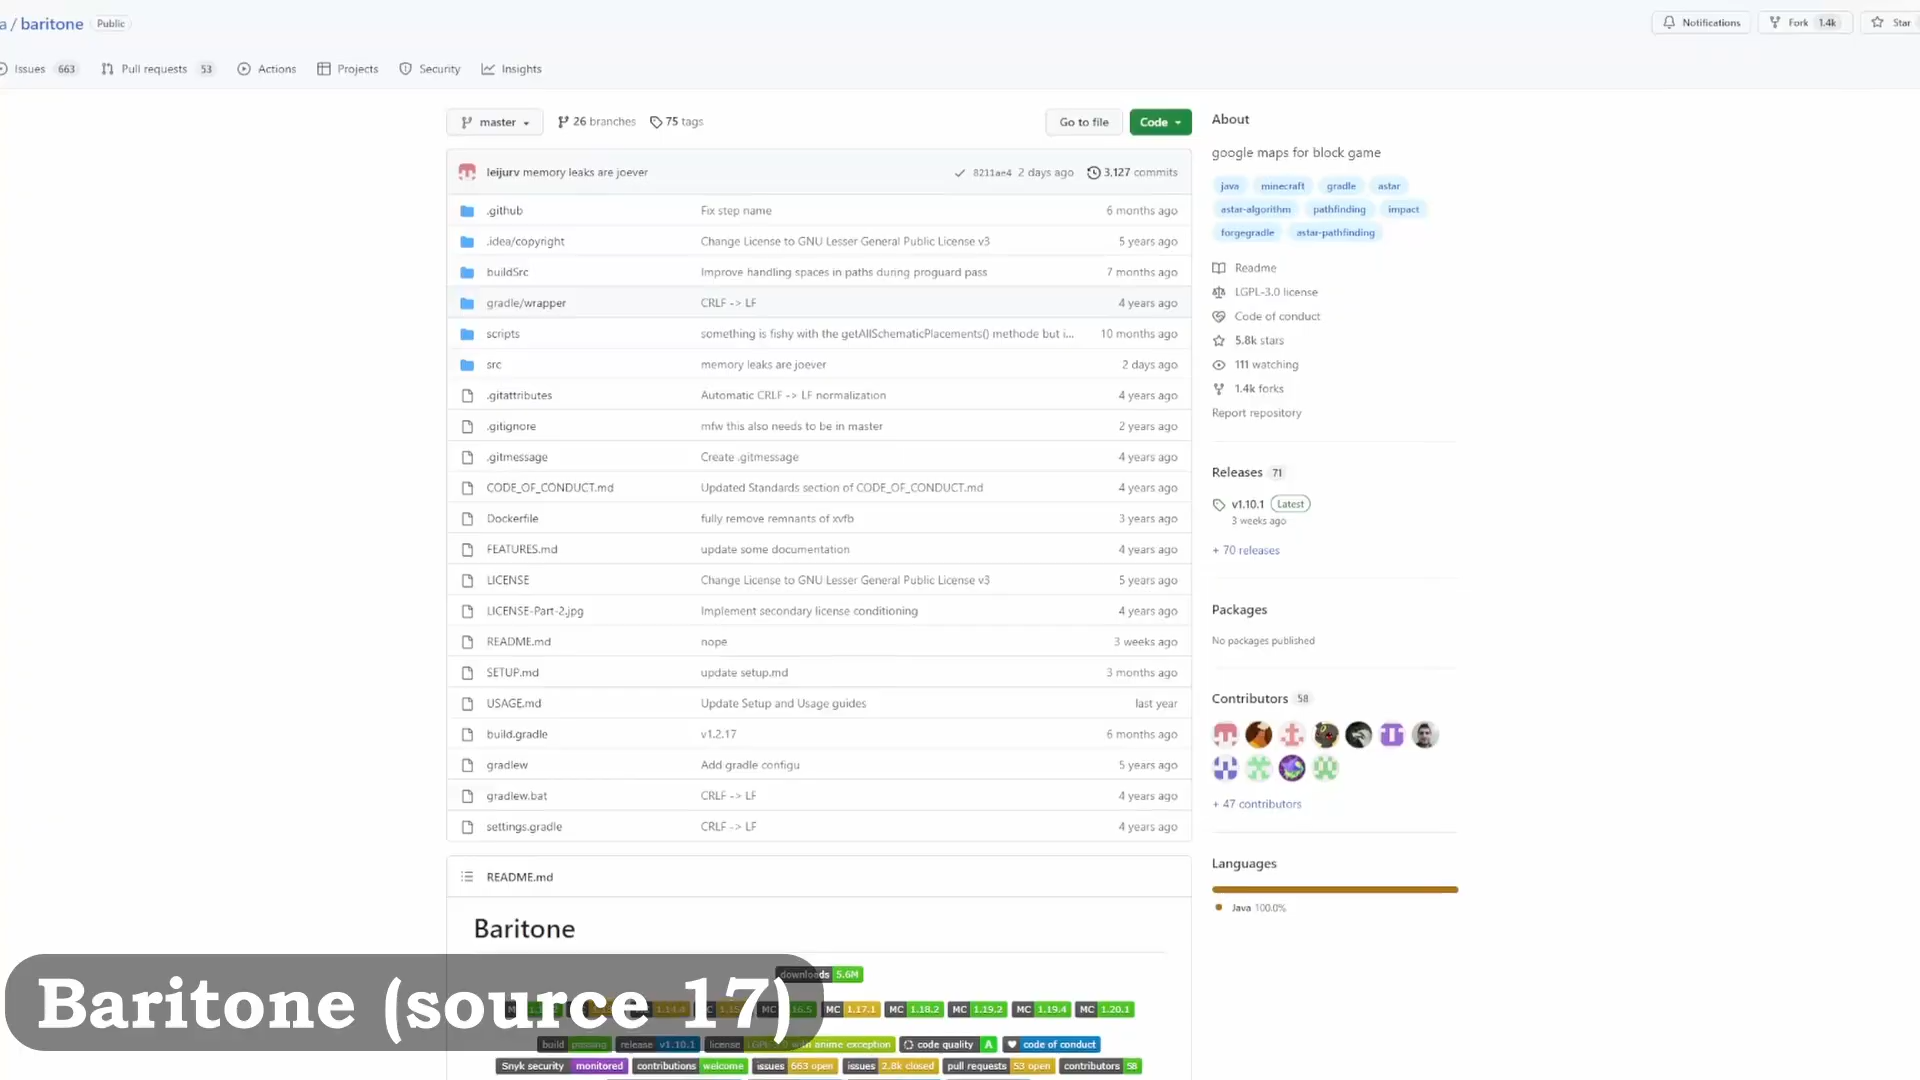 a / baritone Public
Notifications Fork 1.4k Star
Issues 663 Pull requests 53 Actions Projects Security Insights
master 26 branches 75 tags Go to file Code
leijurv memory leaks are joever 8211ae4 2 days ago 3,127 commits
.github Fix step name 6 months ago
.idea/copyright Change License to GNU Lesser General Public License v3 5 years ago
buildSrc Improve handling spaces in paths during proguard pass 7 months ago
gradle/wrapper CRLF -> LF 4 years ago
scripts something is fishy with the getAllSchematicPlacements() methode but i... 10 months ago
src memory leaks are joever 2 days ago
.gitattributes Automatic CRLF -> LF normalization 4 years ago
.gitignore mfw this also needs to be in master 2 years ago
.gitmessage Create .gitmessage 4 years ago
CODE_OF_CONDUCT.md Updated Standards section of CODE_OF_CONDUCT.md 4 years ago
Dockerfile fully remove remnants of xvfb 3 years ago
FEATURES.md update some documentation 4 years ago
LICENSE Change License to GNU Lesser General Public License v3 5 years ago
LICENSE-Part-2.jpg Implement secondary license conditioning 4 years ago
README.md nope 3 weeks ago
SETUP.md update setup.md 3 months ago
USAGE.md Update Setup and Usage guides last year
build.gradle v1.2.17 6 months ago
gradlew Add gradle configu 5 years ago
gradlew.bat CRLF -> LF 4 years ago
settings.gradle CRLF -> LF 4 years ago
README.md
Baritone
downloads 5.6M
MC 1.17.1 MC 1.18.2 MC 1.19.2 MC 1.19.4 MC 1.20.1
build passing release v1.10.1 license LGPL-3.0 with anime exception code quality A code of conduct
Snyk security monitored contributions welcome issues 663 open issues 2.8k closed pull requests 53 open contributors 58
About
google maps for block game
java minecraft gradle astar
astar-algorithm pathfinding impact
forgegradle astar-pathfinding
Readme
LGPL-3.0 license
Code of conduct
5.8k stars
111 watching
1.4k forks
Report repository
Releases 71
v1.10.1 Latest
3 weeks ago
+ 70 releases
Packages
No packages published
Contributors 58
+ 47 contributors
Languages
Java 100.0%
Baritone (source 17)